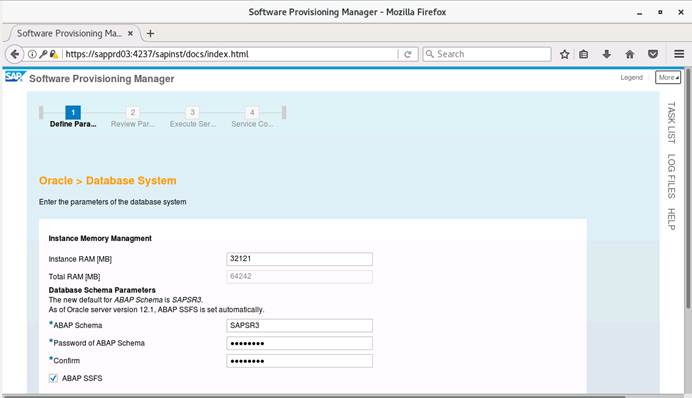 Software Provisioning Manager - Mozilla Firefox
Software Provisioning Ma...
https://sapprd03:4237/sapinst/docs/index.html
Search
SAP Software Provisioning Manager
Legend
More
1
2
3
4
Define Para...
Review Par...
Execute Ser...
Service Co...
TASK LIST
LOG FILES
HELP
Oracle > Database System
Enter the parameters of the database system
Instance Memory Managment
Instance RAM [MB] 32121
Total RAM [MB] 64242
Database Schema Parameters
The new default for ABAP Schema is SAPSR3.
As of Oracle server version 12.1, ABAP SSFS is set automatically.
*ABAP Schema SAPSR3
*Password of ABAP Schema ••••••••
*Confirm ••••••••
ABAP SSFS